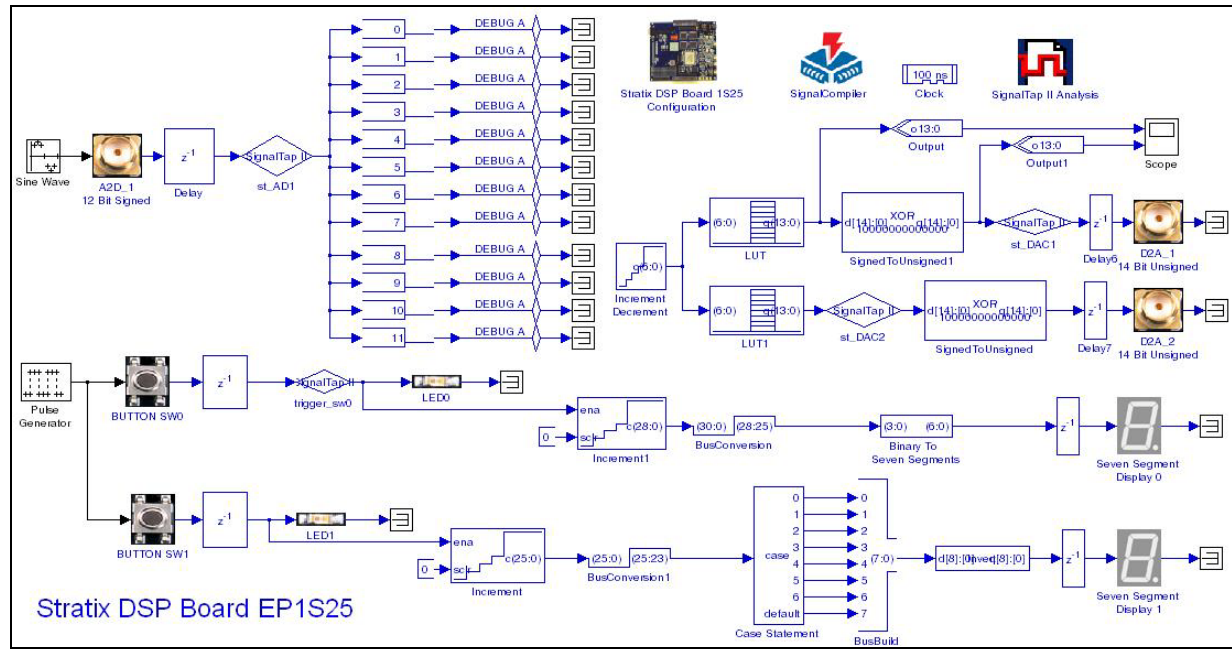 0
DEBUG A
1
DEBUG A
2
DEBUG A
3
DEBUG A
4
DEBUG A
5
DEBUG A
6
DEBUG A
7
DEBUG A
8
DEBUG A
9
DEBUG A
10
DEBUG A
11
DEBUG A
Sine Wave
A2D_1
12 Bit Signed
z-1
Delay
SignalTap II
st_AD1
Stratix DSP Board 1S25
Configuration
SignalCompiler
100 ns
Clock
SignalTap II Analysis
o13:0
Output
o13:0
Output1
Scope
q(6:0)
Increment
Decrement
(6:0)
q(13:0)
LUT
d[14]:[0]
XOR
q[14]:[0]
10000000000000
SignedToUnsigned1
SignalTap II
st_DAC1
z-1
Delay6
D2A_1
14 Bit Unsigned
(6:0)
q(13:0)
LUT1
SignalTap II
st_DAC2
d[14]:[0]
XOR
q[14]:[0]
10000000000000
SignedToUnsigned
z-1
Delay7
D2A_2
14 Bit Unsigned
Pulse
Generator
BUTTON SW0
z-1
SignalTap II
trigger_sw0
LED0
0
ena
sclr
c(28:0)
Increment1
(30:0)
(28:25)
BusConversion
(3:0)
(6:0)
Binary To
Seven Segments
z-1
Seven Segment
Display 0
BUTTON SW1
z-1
LED1
0
ena
sclr
c(25:0)
Increment
(25:0)
(25:23)
BusConversion1
case
0
1
2
3
4
5
6
default
Case Statement
0
1
2
3
4
5
6
7
(7:0)
BusBuild
d[8]:[0]
q[8]:[0]
z-1
Seven Segment
Display 1
Stratix DSP Board EP1S25